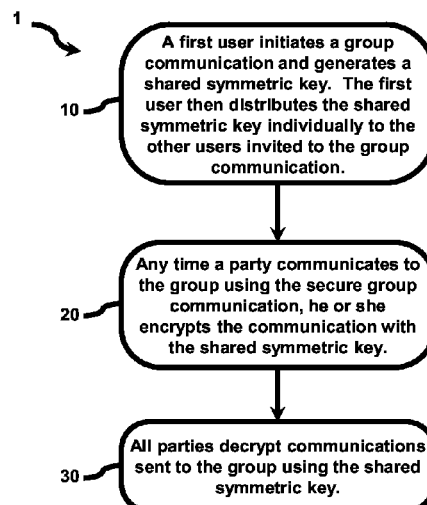 1
A first user initiates a group
communication and generates a
shared symmetric key. The first
user then distributes the shared
symmetric key individually to the
other users invited to the group
communication.
10
Any time a party communicates to
the group using the secure group
communication, he or she
encrypts the communication with
the shared symmetric key.
20
All parties decrypt communications
sent to the group using the shared
symmetric key.
30